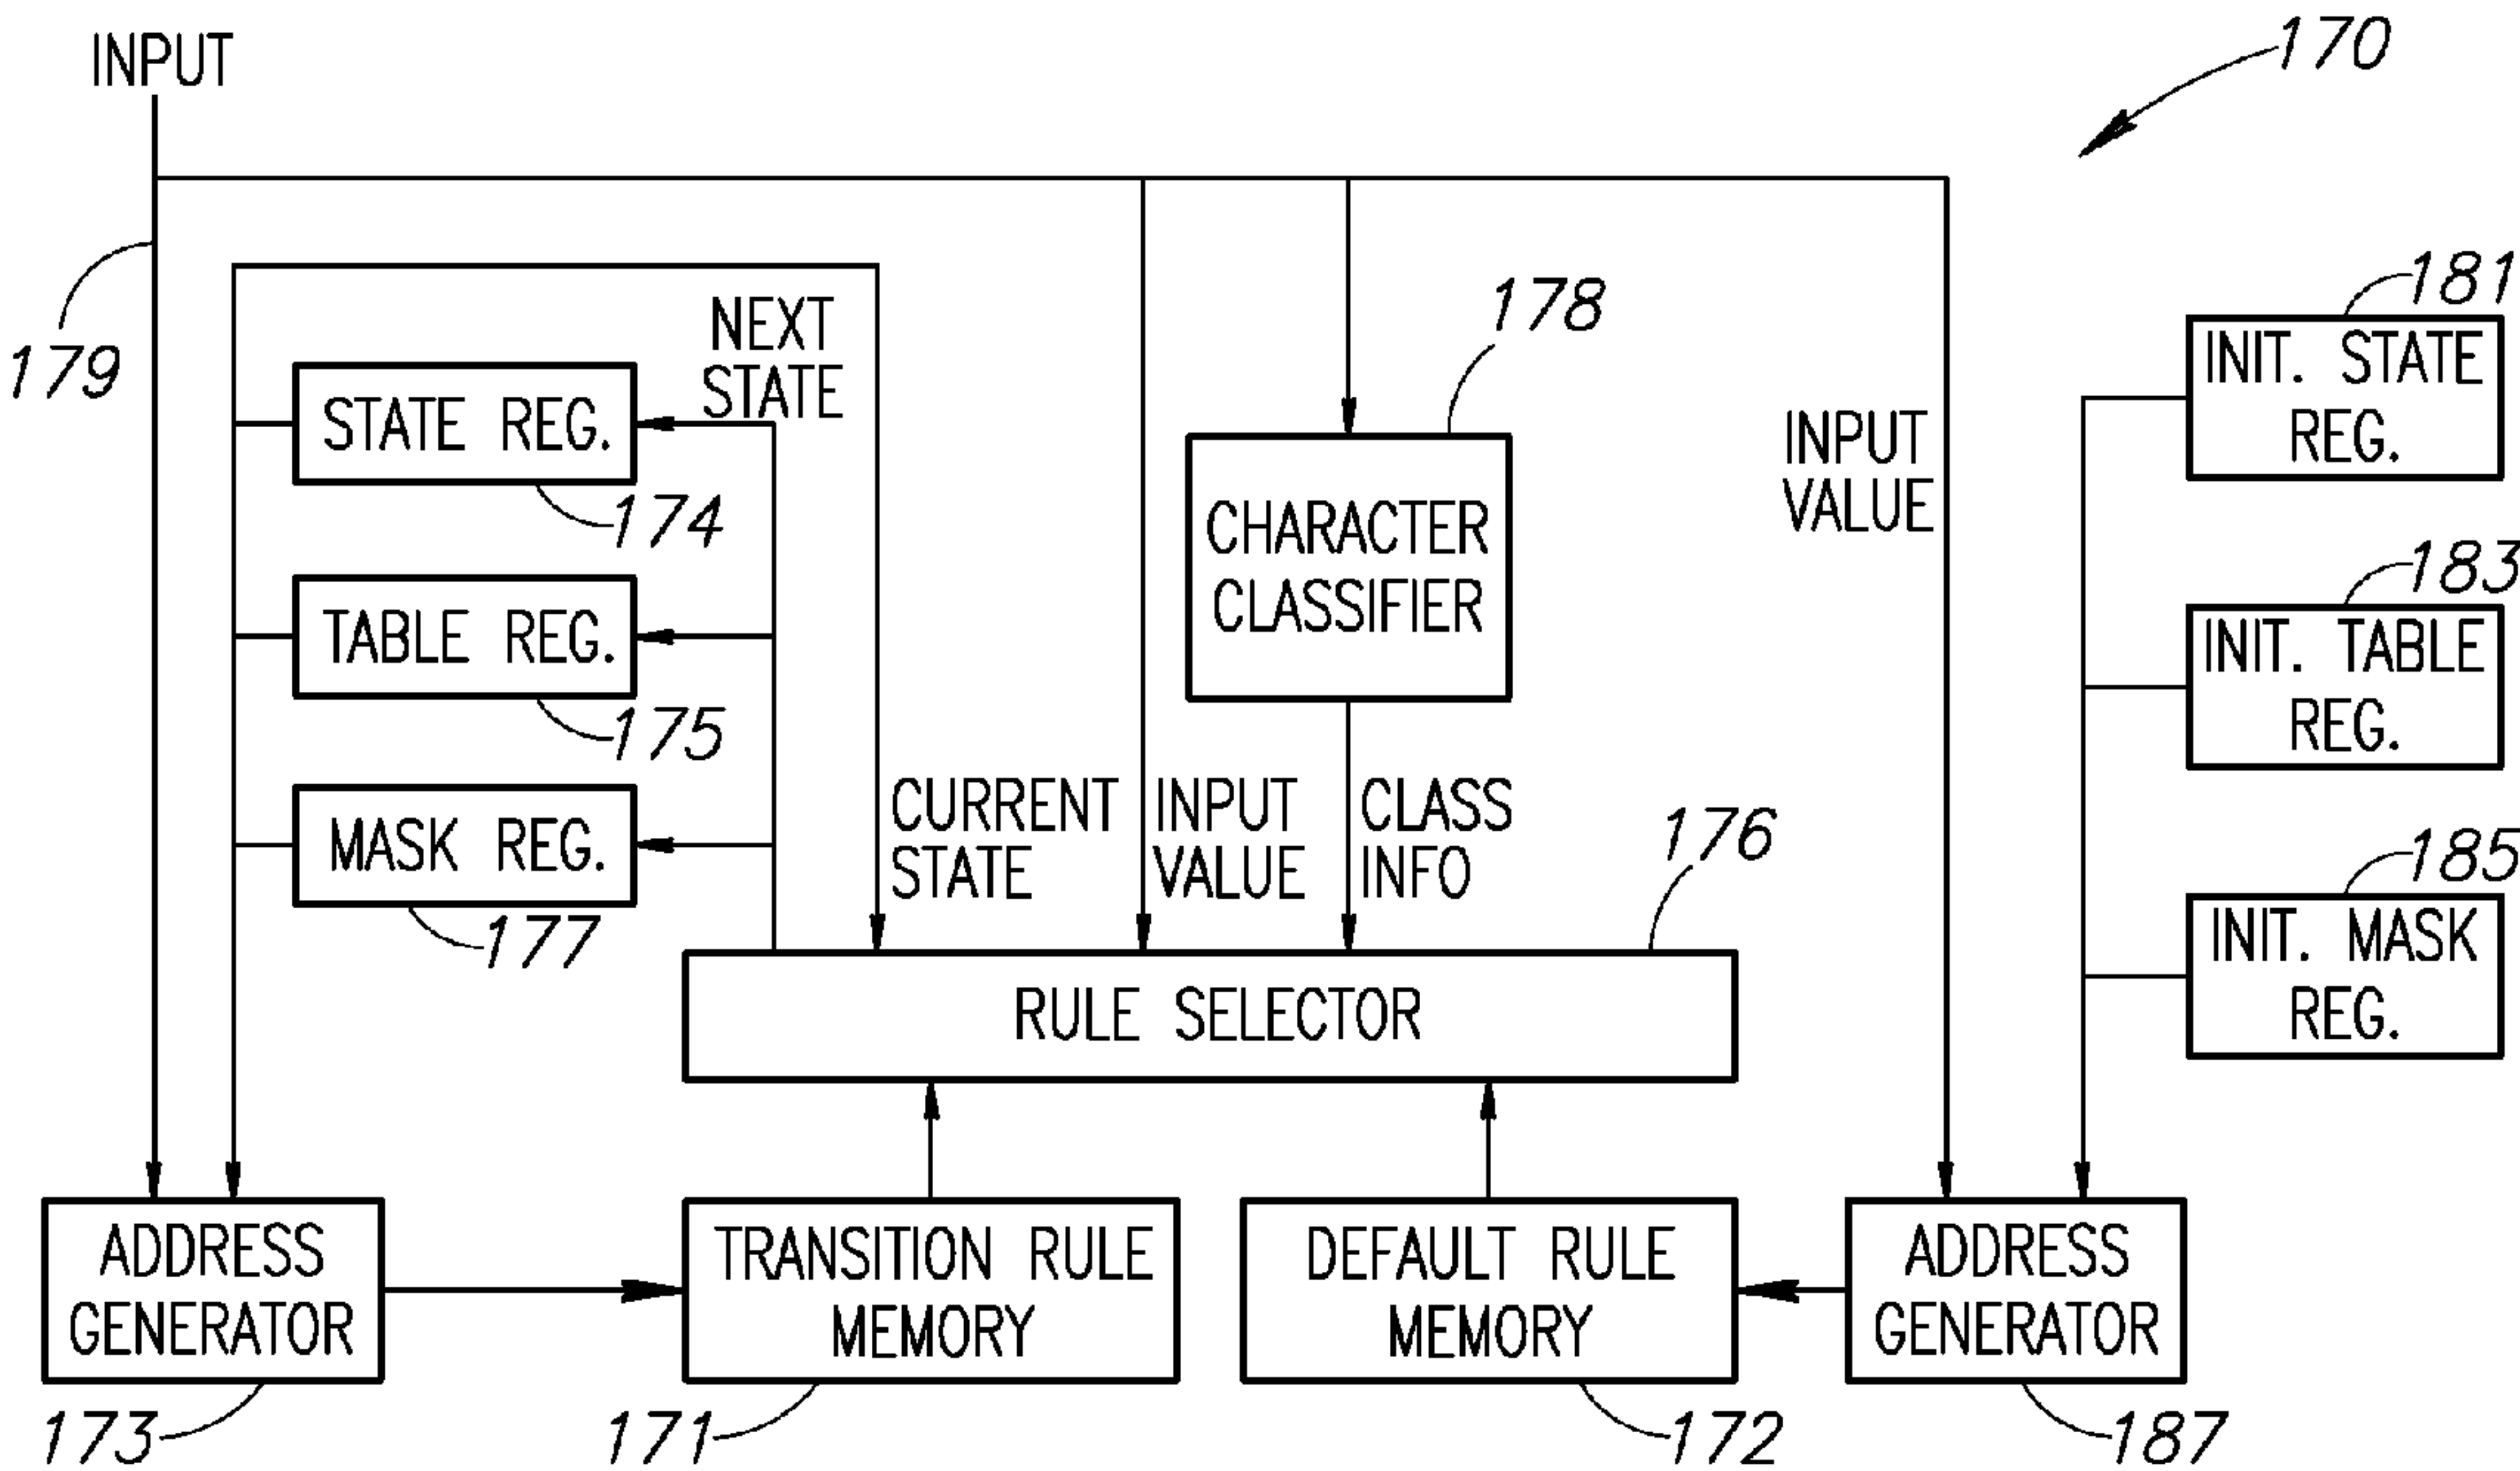 INPUT
170
179
NEXT
STATE
178
181
INIT. STATE
REG.
STATE REG.
174
INPUT
VALUE
CHARACTER
CLASSIFIER
183
INIT. TABLE
REG.
TABLE REG.
175
CURRENT
STATE
INPUT
VALUE
CLASS
INFO
176
185
INIT. MASK
REG.
MASK REG.
177
RULE SELECTOR
ADDRESS
GENERATOR
TRANSITION RULE
MEMORY
DEFAULT RULE
MEMORY
ADDRESS
GENERATOR
173
171
172
187